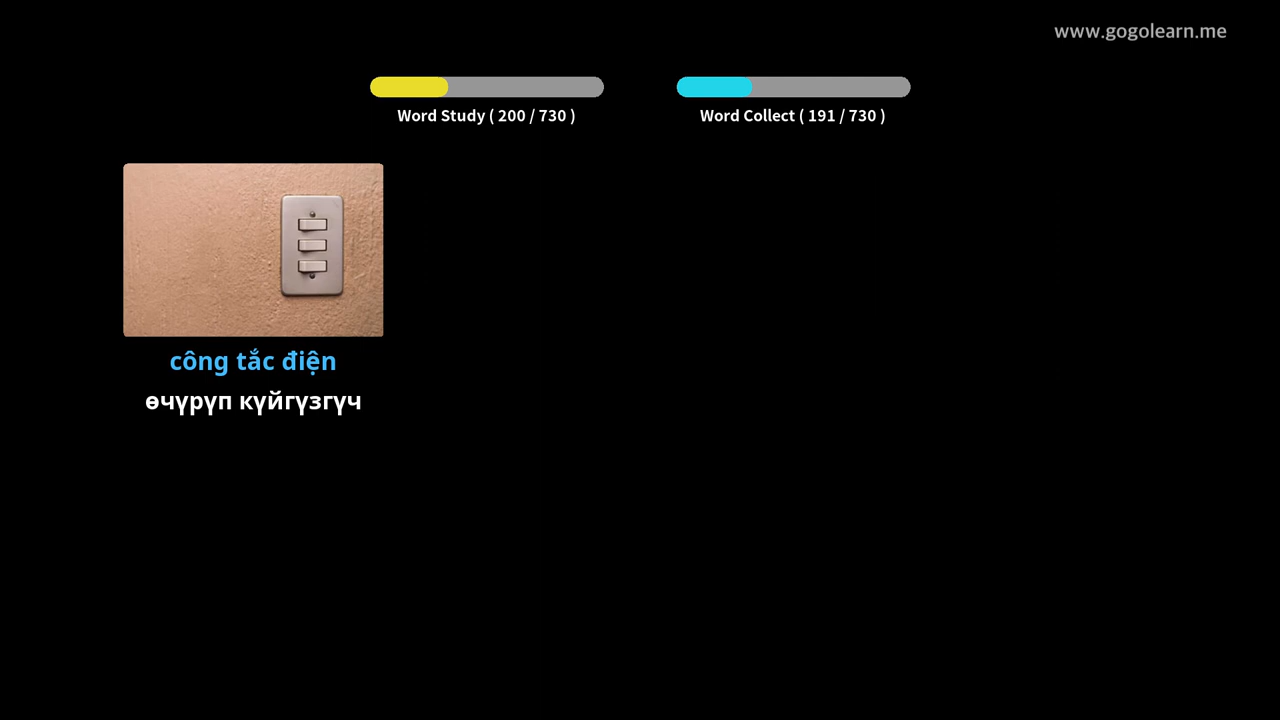 www.gogolearn.me
Word Study ( 200 / 730 )
Word Collect ( 191 / 730 )
công tắc điện
өчүрүп күйгүзгүч